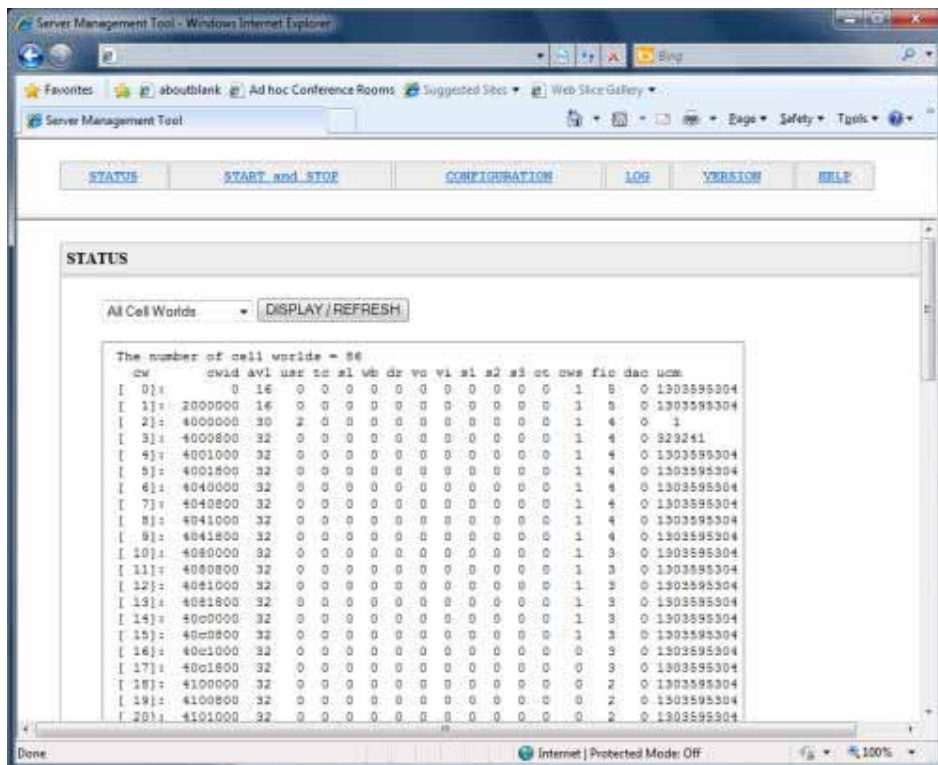 Server Management Tool - Windows Internet Explorer
Bing
Favorites aboutblank Ad hoc Conference Rooms Suggested Sites Web Slice Gallery
Server Management Tool Page Safety Tools
STATUS START and STOP CONFIGURATION LOG VERSION HELP
STATUS
All Cell Worlds DISPLAY / REFRESH
The number of cell worlds = 86
cw cwid avl usr tc sl wb dr vc vi s1 s2 s3 ct cws fic dac ucm
[ 0]: 0 16 0 0 0 0 0 0 0 0 0 0 0 1 5 0 1303595304
[ 1]: 2000000 16 0 0 0 0 0 0 0 0 0 0 0 1 5 0 1303595304
[ 2]: 4000000 30 2 0 0 0 0 0 0 0 0 0 0 1 4 0 1
[ 3]: 4000800 32 0 0 0 0 0 0 0 0 0 0 0 1 4 0 323241
[ 4]: 4001000 32 0 0 0 0 0 0 0 0 0 0 0 1 4 0 1303595304
[ 5]: 4001800 32 0 0 0 0 0 0 0 0 0 0 0 1 4 0 1303595304
[ 6]: 4040000 32 0 0 0 0 0 0 0 0 0 0 0 1 4 0 1303595304
[ 7]: 4040800 32 0 0 0 0 0 0 0 0 0 0 0 1 4 0 1303595304
[ 8]: 4041000 32 0 0 0 0 0 0 0 0 0 0 0 1 4 0 1303595304
[ 9]: 4041800 32 0 0 0 0 0 0 0 0 0 0 0 1 4 0 1303595304
[ 10]: 4080000 32 0 0 0 0 0 0 0 0 0 0 0 1 3 0 1303595304
[ 11]: 4080800 32 0 0 0 0 0 0 0 0 0 0 0 1 3 0 1303595304
[ 12]: 4081000 32 0 0 0 0 0 0 0 0 0 0 0 1 3 0 1303595304
[ 13]: 4081800 32 0 0 0 0 0 0 0 0 0 0 0 1 3 0 1303595304
[ 14]: 40c0000 32 0 0 0 0 0 0 0 0 0 0 0 1 3 0 1303595304
[ 15]: 40c0800 32 0 0 0 0 0 0 0 0 0 0 0 1 3 0 1303595304
[ 16]: 40c1000 32 0 0 0 0 0 0 0 0 0 0 0 0 3 0 1303595304
[ 17]: 40c1800 32 0 0 0 0 0 0 0 0 0 0 0 0 3 0 1303595304
[ 18]: 4100000 32 0 0 0 0 0 0 0 0 0 0 0 0 2 0 1303595304
[ 19]: 4100800 32 0 0 0 0 0 0 0 0 0 0 0 0 2 0 1303595304
[ 20]: 4101000 32 0 0 0 0 0 0 0 0 0 0 0 0 2 0 1303595304
Done Internet | Protected Mode: Off 100%